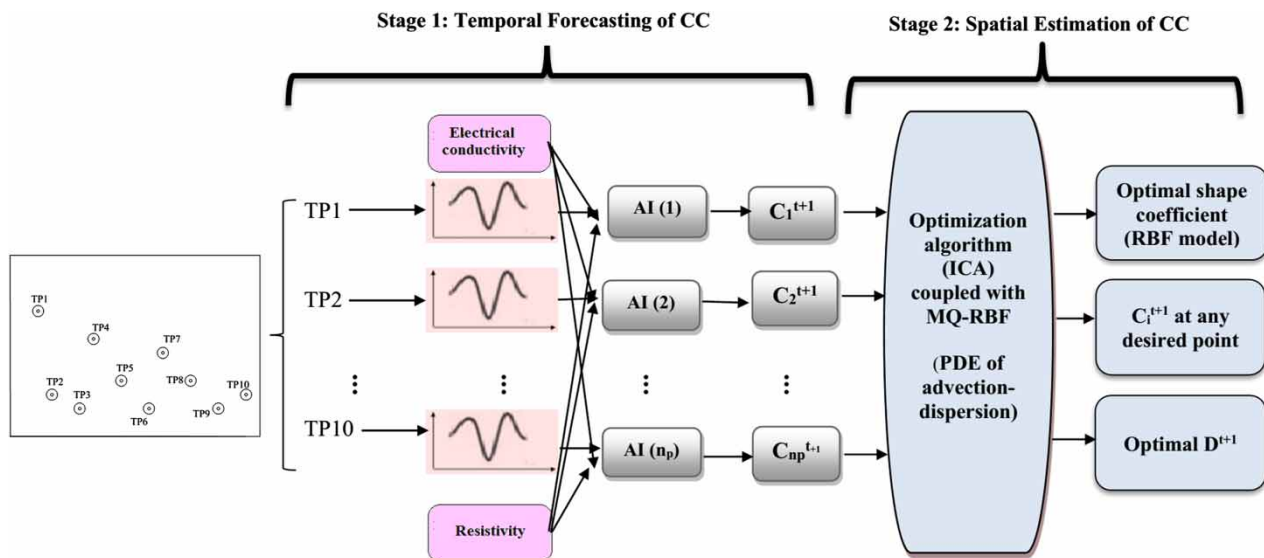 Stage 1: Temporal Forecasting of CC
Stage 2: Spatial Estimation of CC
Electrical
conductivity
TP1
AI (1)
C₁ᵗ⁺¹
TP2
AI (2)
C₂ᵗ⁺¹
TP10
AI (nₚ)
Cₙₚᵗ⁺¹
Resistivity
TP1
TP4
TP7
TP5
TP8
TP2
TP3
TP10
TP6
TP9
Optimization
algorithm
(ICA)
coupled with
MQ-RBF
(PDE of
advection-
dispersion)
Optimal shape
coefficient
(RBF model)
Cᵢᵗ⁺¹ at any
desired point
Optimal Dᵗ⁺¹